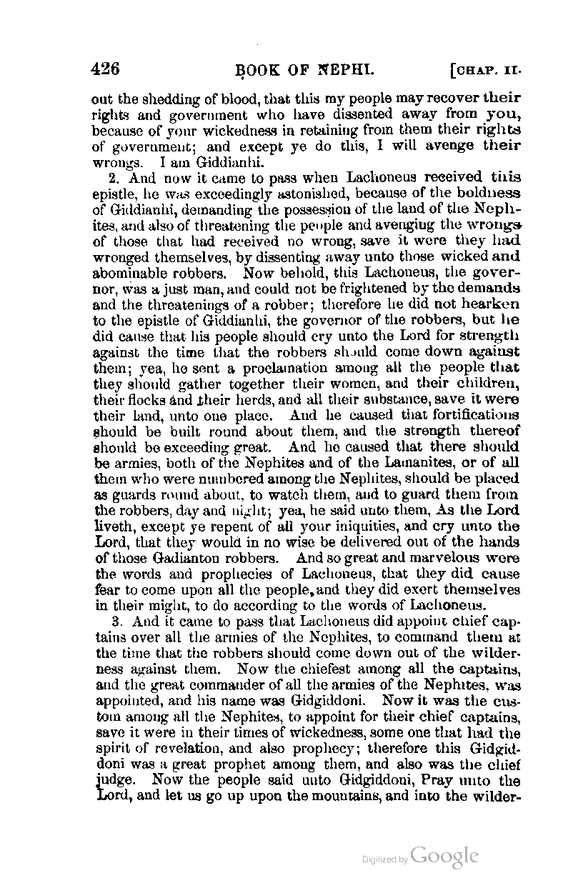 426 BOOK OF NEPHI. [CHAP. II.
out the shedding of blood, that this my people may recover their
rights and government who have dissented away from you,
because of your wickedness in retaining from them their rights
of government; and except ye do this, I will avenge their
wrongs. I am Giddianhi.
2. And now it came to pass when Lachoneus received this
epistle, he was exceedingly astonished, because of the boldness
of Giddianhi, demanding the possession of the land of the Neph-
ites, and also of threatening the people and avenging the wrongs
of those that had received no wrong, save it were they had
wronged themselves, by dissenting away unto those wicked and
abominable robbers. Now behold, this Lachoneus, the gover-
nor, was a just man, and could not be frightened by the demands
and the threatenings of a robber; therefore he did not hearken
to the epistle of Giddianhi, the governor of the robbers, but he
did cause that his people should cry unto the Lord for strength
against the time that the robbers should come down against
them; yea, he sent a proclamation among all the people that
they should gather together their women, and their children,
their flocks and their herds, and all their substance, save it were
their land, unto one place. And he caused that fortifications
should be built round about them, and the strength thereof
should be exceeding great. And he caused that there should
be armies, both of the Nephites and of the Lamanites, or of all
them who were numbered among the Nephites, should be placed
as guards round about, to watch them, and to guard them from
the robbers, day and night; yea, he said unto them, As the Lord
liveth, except ye repent of all your iniquities, and cry unto the
Lord, that they would in no wise be delivered out of the hands
of those Gadianton robbers. And so great and marvelous were
the words and prophecies of Lachoneus, that they did cause
fear to come upon all the people, and they did exert themselves
in their might, to do according to the words of Lachoneus.
3. And it came to pass that Lachoneus did appoint chief cap-
tains over all the armies of the Nephites, to command them at
the time that the robbers should come down out of the wilder-
ness against them. Now the chiefest among all the captains,
and the great commander of all the armies of the Nephites, was
appointed, and his name was Gidgiddoni. Now it was the cus-
tom among all the Nephites, to appoint for their chief captains,
save it were in their times of wickedness, some one that had the
spirit of revelation, and also prophecy; therefore this Gidgid-
doni was a great prophet among them, and also was the chief
judge. Now the people said unto Gidgiddoni, Pray unto the
Lord, and let us go up upon the mountains, and into the wilder-
Digitized by Google